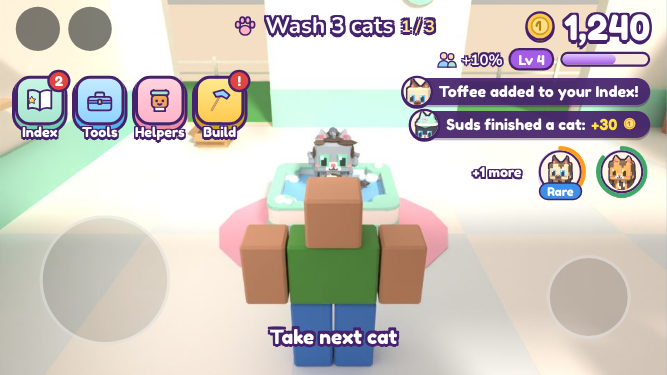 Wash 3 cats 1/3
1
1,240
+10%
Lv 4
2
!
Index
Tools
Helpers
Build
Toffee added to your Index!
Suds finished a cat: +30
+1 more
Rare
Take next cat